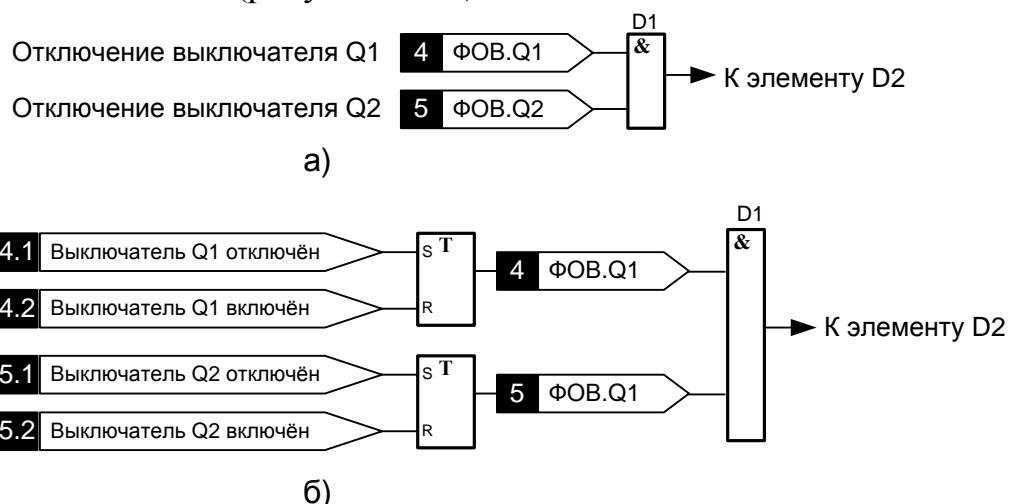 D1
Отключение выключателя Q1 4 ФОВ.Q1 &
К элементу D2
Отключение выключателя Q2 5 ФОВ.Q2
а)
D1
4.1 Выключатель Q1 отключён S T &
4 ФОВ.Q1
4.2 Выключатель Q1 включён R
К элементу D2
5.1 Выключатель Q2 отключён S T
5 ФОВ.Q1
5.2 Выключатель Q2 включён R
б)